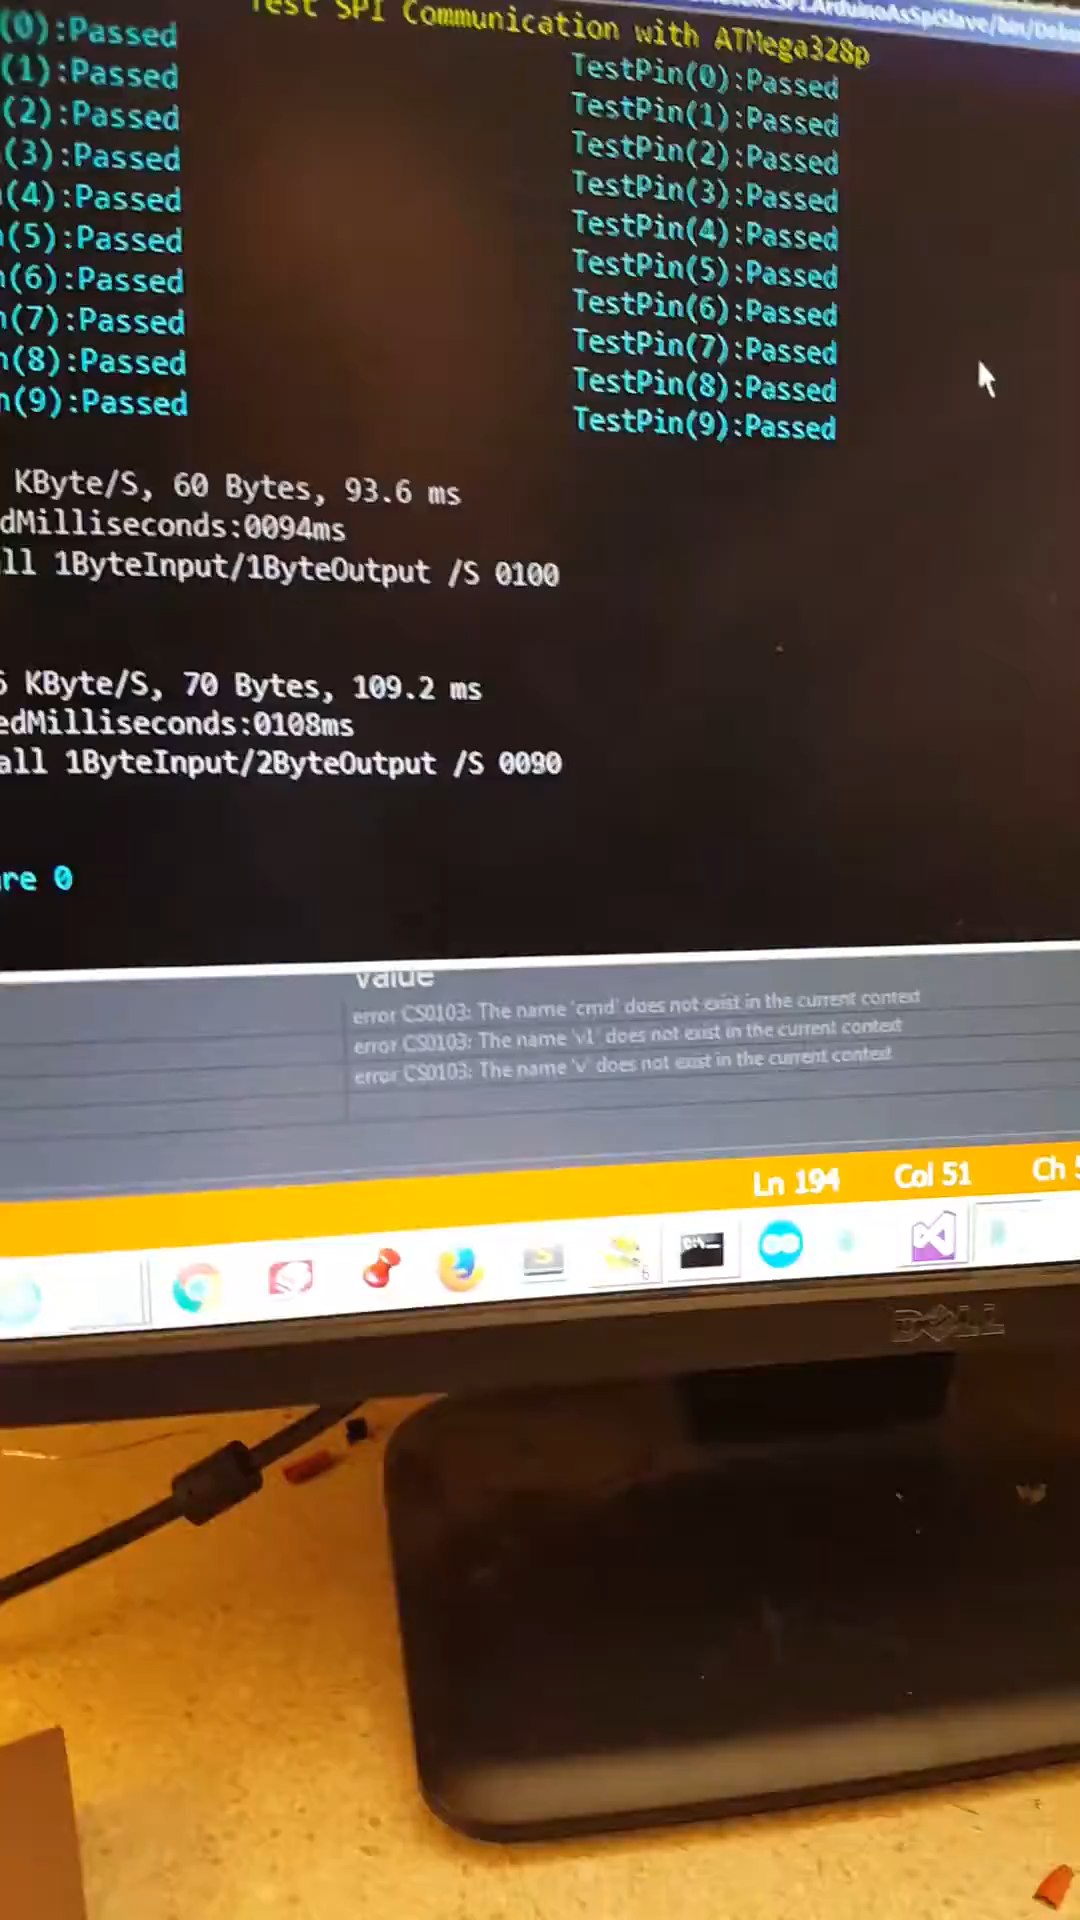 Test SPI Communication with ATMega328p
(0):Passed
(1):Passed
(2):Passed
(3):Passed
(4):Passed
(5):Passed
(6):Passed
n(7):Passed
n(8):Passed
n(9):Passed
TestPin(0):Passed
TestPin(1):Passed
TestPin(2):Passed
TestPin(3):Passed
TestPin(4):Passed
TestPin(5):Passed
TestPin(6):Passed
TestPin(7):Passed
TestPin(8):Passed
TestPin(9):Passed
KByte/S, 60 Bytes, 93.6 ms
dMilliseconds:0094ms
ll 1ByteInput/1ByteOutput /S 0100
KByte/S, 70 Bytes, 109.2 ms
edMilliseconds:0108ms
all 1ByteInput/2ByteOutput /S 0090
re 0
value
error CS0103: The name 'cmd' does not exist in the current context
error CS0103: The name 'v1' does not exist in the current context
error CS0103: The name 'v' does not exist in the current context
Ln 194 Col 51 Ch
DELL